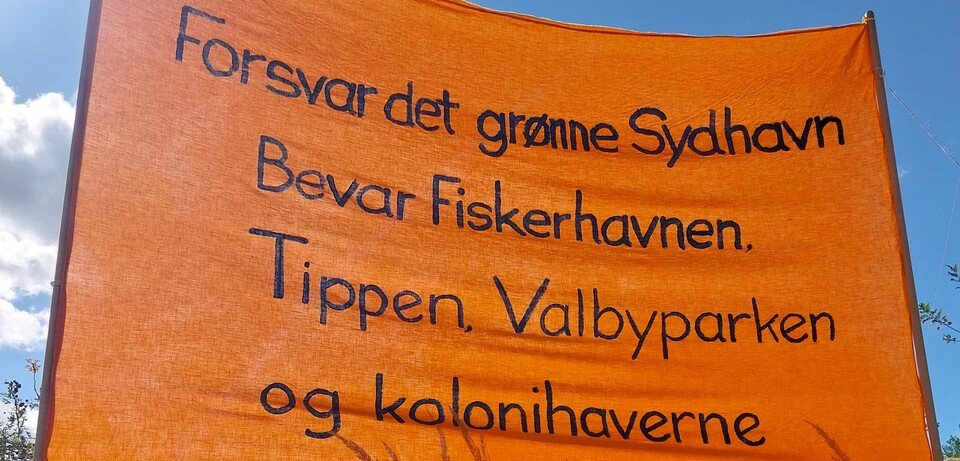 Forsvar det grønne Sydhavn
Bevar Fiskerhavnen,
Tippen, Valbyparken
og kolonihaverne